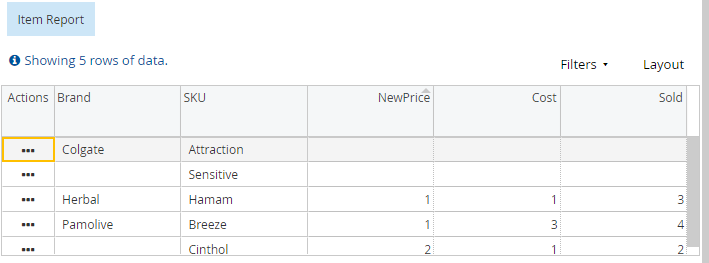 Item Report
Showing 5 rows of data.
Filters Layout
Actions Brand SKU NewPrice Cost Sold
••• Colgate Attraction
••• Sensitive
••• Herbal Hamam 1 1 3
••• Pamolive Breeze 1 3 4
••• Cinthol 2 1 2